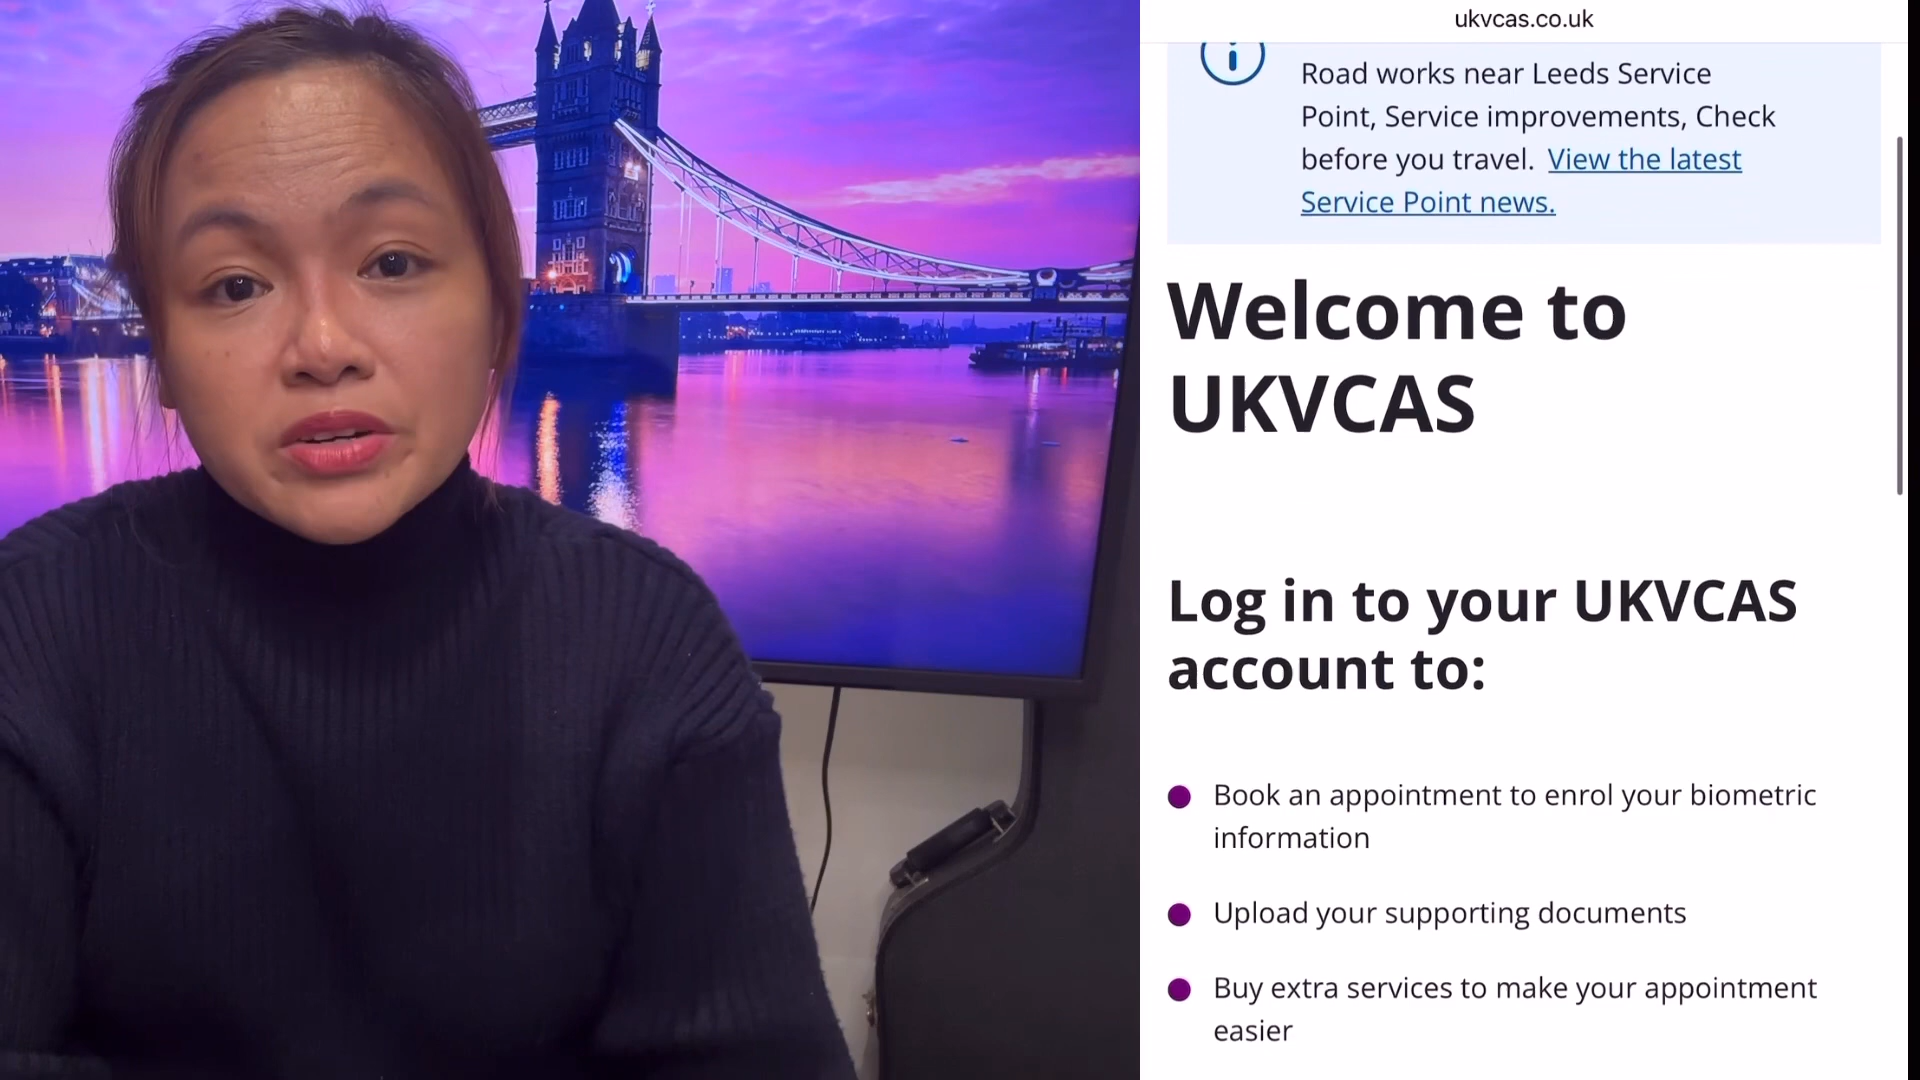 ukvcas.co.uk
Road works near Leeds Service
Point, Service improvements, Check
before you travel. View the latest
Service Point news.
Welcome to
UKVCAS
Log in to your UKVCAS
account to:
Book an appointment to enrol your biometric
information
Upload your supporting documents
Buy extra services to make your appointment
easier